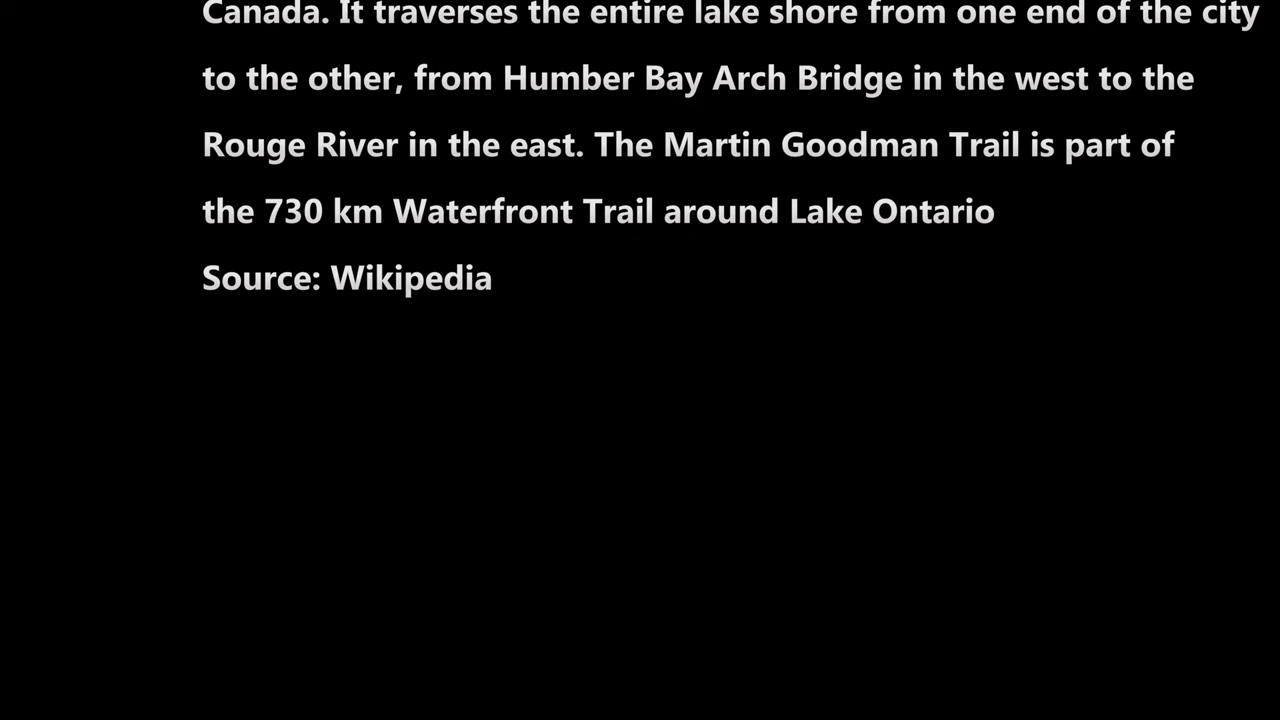 Canada. It traverses the entire lake shore from one end of the city
to the other, from Humber Bay Arch Bridge in the west to the
Rouge River in the east. The Martin Goodman Trail is part of
the 730 km Waterfront Trail around Lake Ontario
Source: Wikipedia